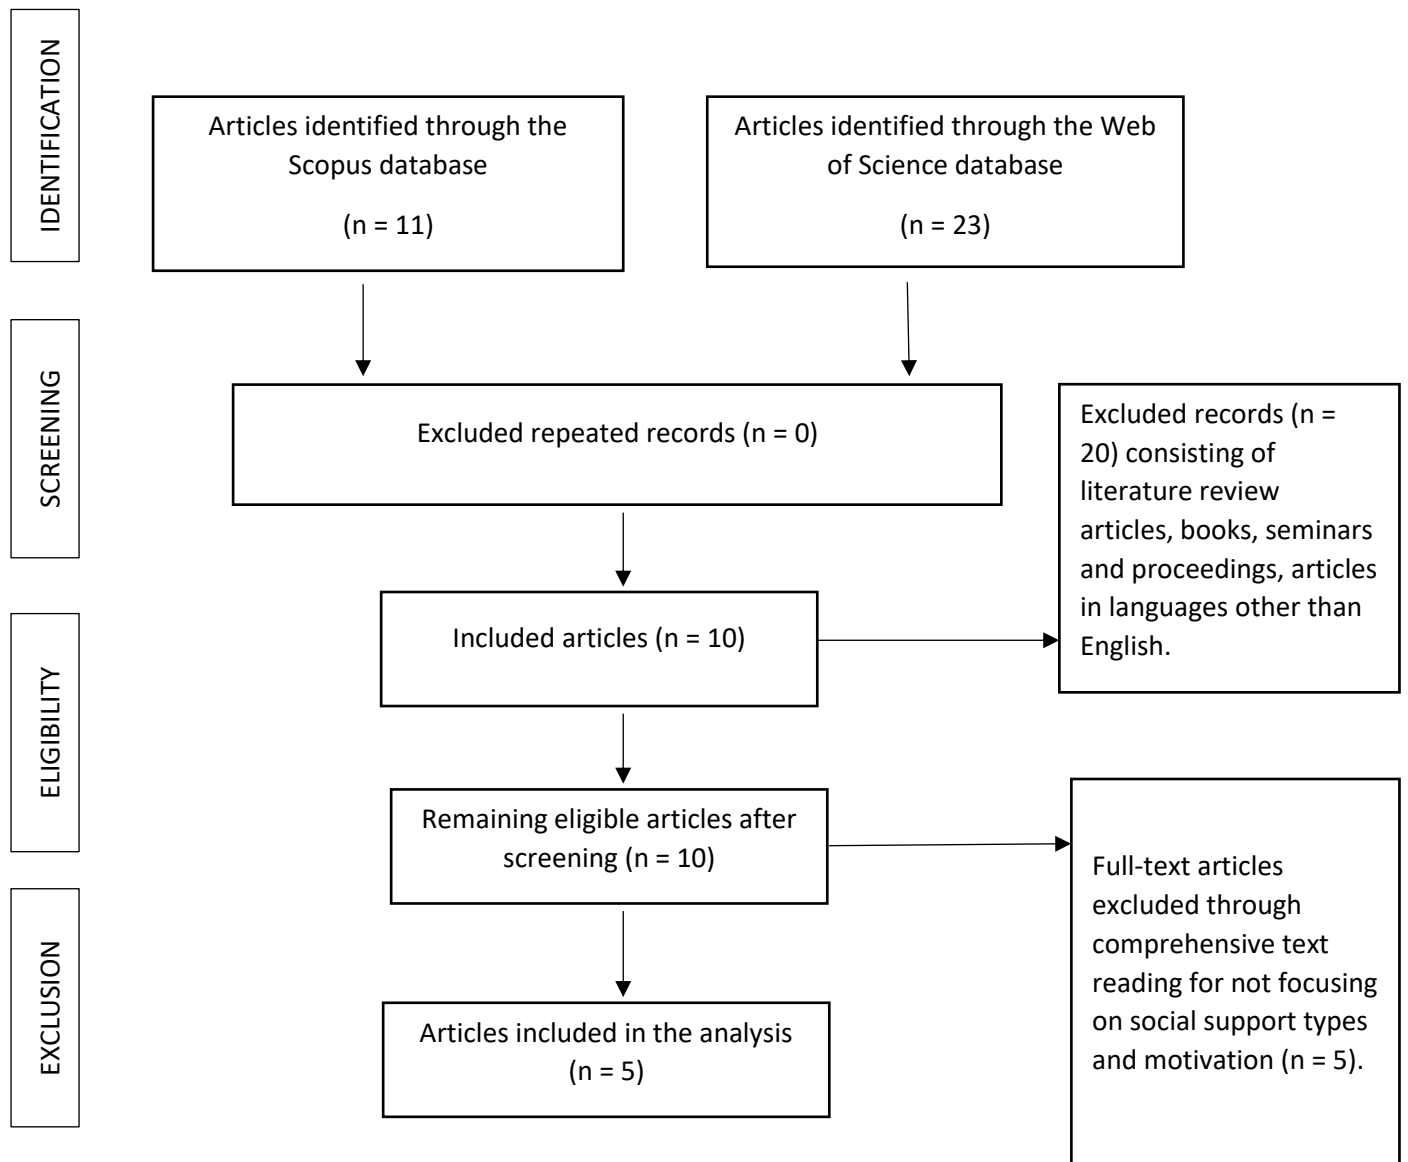 IDENTIFICATION
Articles identified through the
Scopus database
(n = 11)
Articles identified through the Web
of Science database
(n = 23)
SCREENING
Excluded repeated records (n = 0)
Excluded records (n =
20) consisting of
literature review
articles, books, seminars
and proceedings, articles
in languages other than
English.
ELIGIBILITY
Included articles (n = 10)
Remaining eligible articles after
screening (n = 10)
Full-text articles
excluded through
comprehensive text
reading for not focusing
on social support types
and motivation (n = 5).
EXCLUSION
Articles included in the analysis
(n = 5)